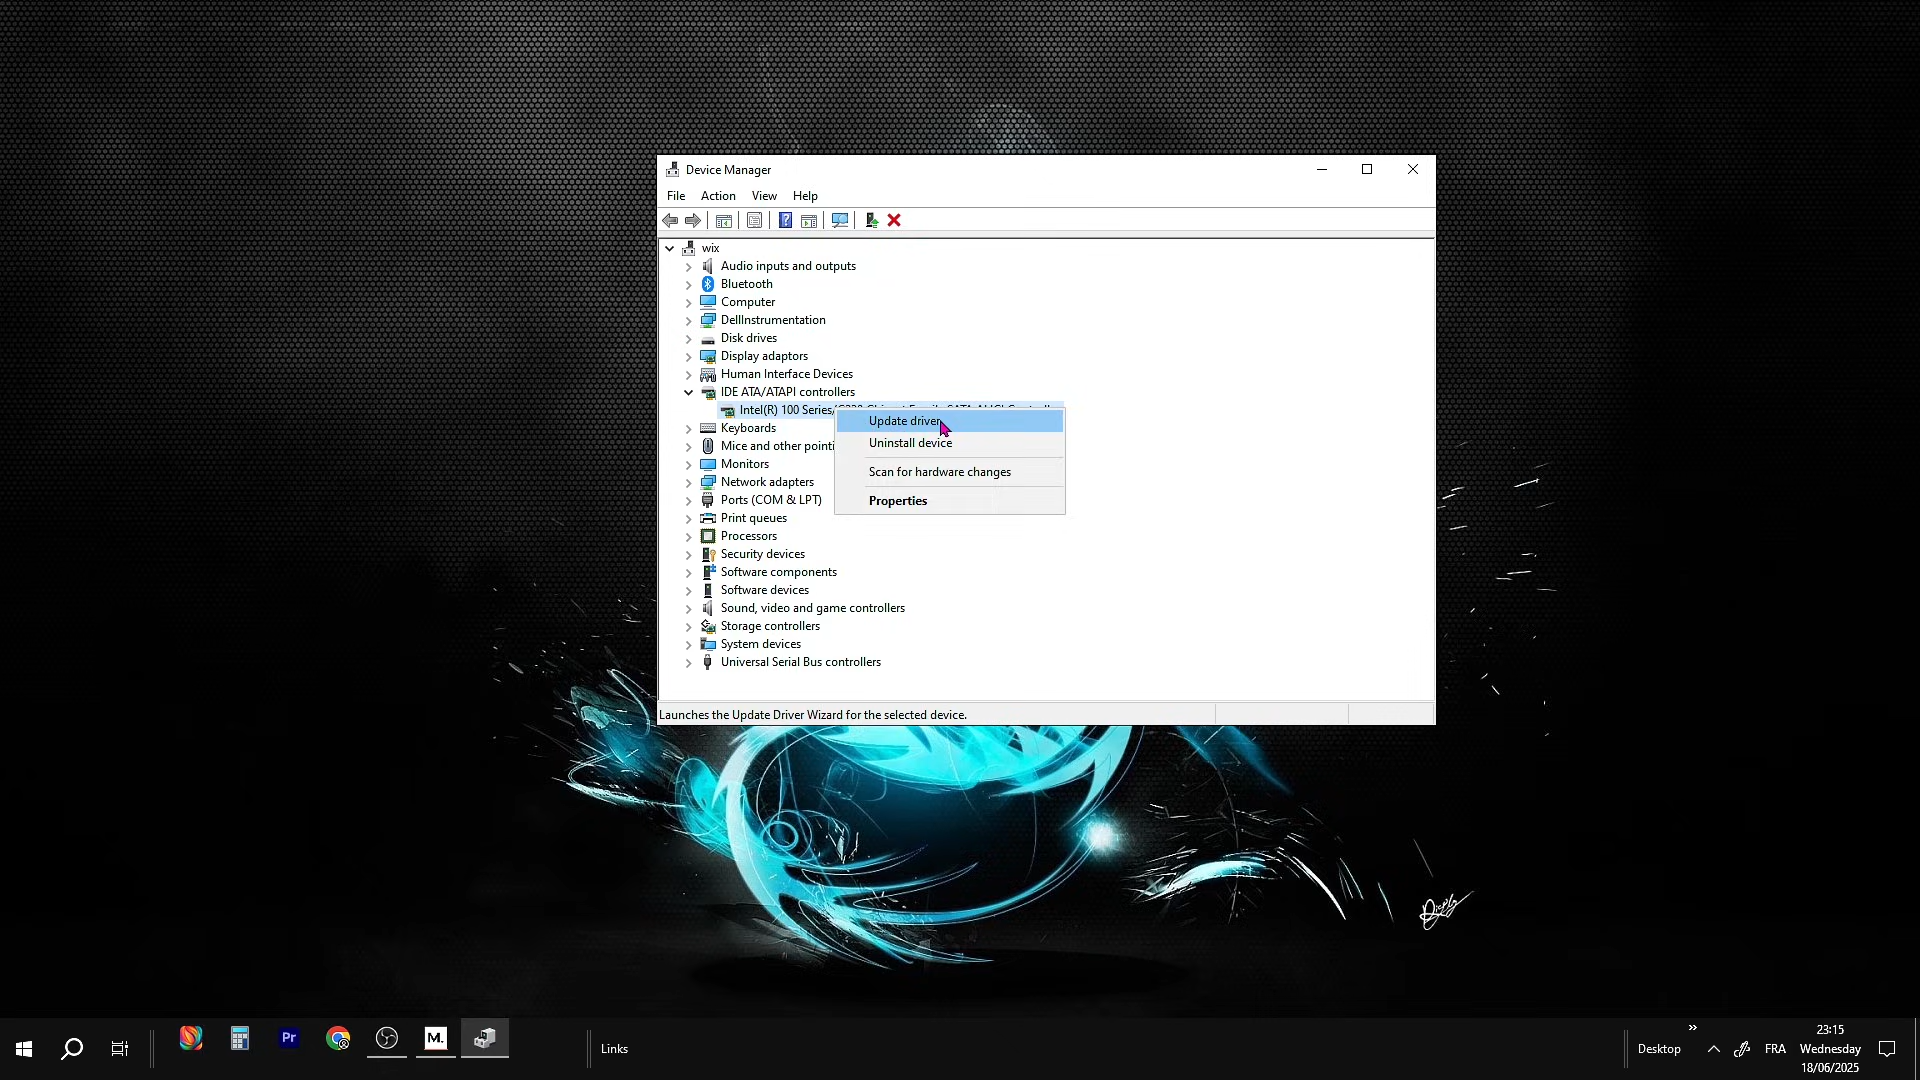 Device Manager
File Action View Help
wix
Audio inputs and outputs
Bluetooth
Computer
DellInstrumentation
Disk drives
Display adaptors
Human Interface Devices
IDE ATA/ATAPI controllers
Intel(R) 100 Series/
Update driver
Keyboards
Uninstall device
Mice and other pointi
Monitors
Scan for hardware changes
Network adapters
Ports (COM & LPT)
Properties
Print queues
Processors
Security devices
Software components
Software devices
Sound, video and game controllers
Storage controllers
System devices
Universal Serial Bus controllers
Launches the Update Driver Wizard for the selected device.
Pr
M.
Links
Desktop
FRA
23:15
Wednesday
18/06/2025